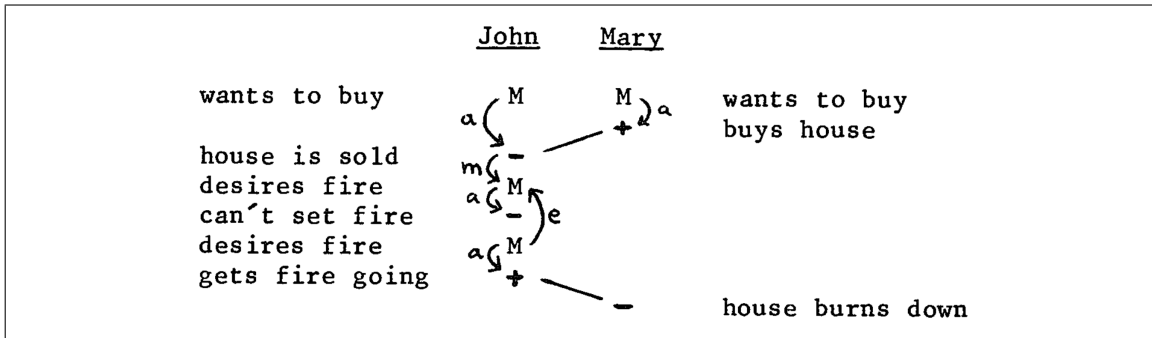 John Mary
wants to buy M M a wants to buy
a + buys house
house is sold -
m
desires fire M
a
can't set fire - e
desires fire M
a
gets fire going +
- house burns down